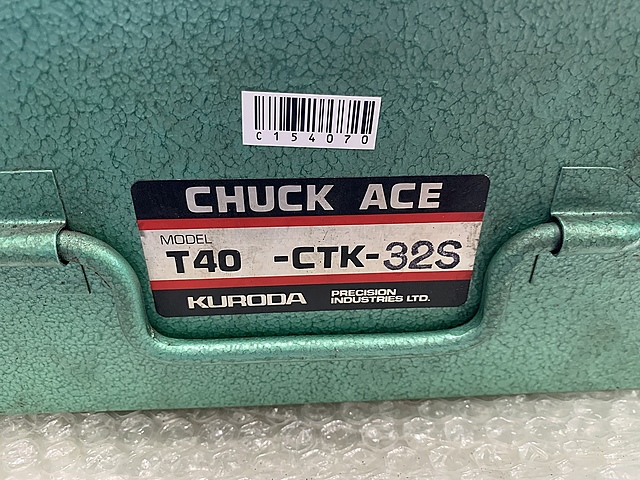 C154070
CHUCK ACE
MODEL
T40 -CTK-32S
KURODA PRECISION
INDUSTRIES LTD.